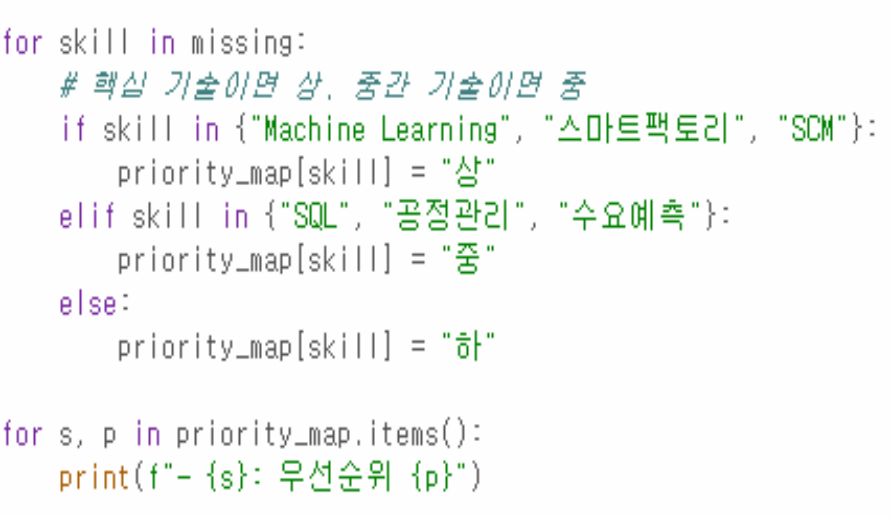 for skill in missing:
    # 핵심 기술이면 상, 중간 기술이면 중
    if skill in {"Machine Learning", "스마트팩토리", "SCM"}:
        priority_map[skill] = "상"
    elif skill in {"SQL", "공정관리", "수요예측"}:
        priority_map[skill] = "중"
    else:
        priority_map[skill] = "하"

for s, p in priority_map.items():
    print(f"- {s}: 우선순위 {p}")